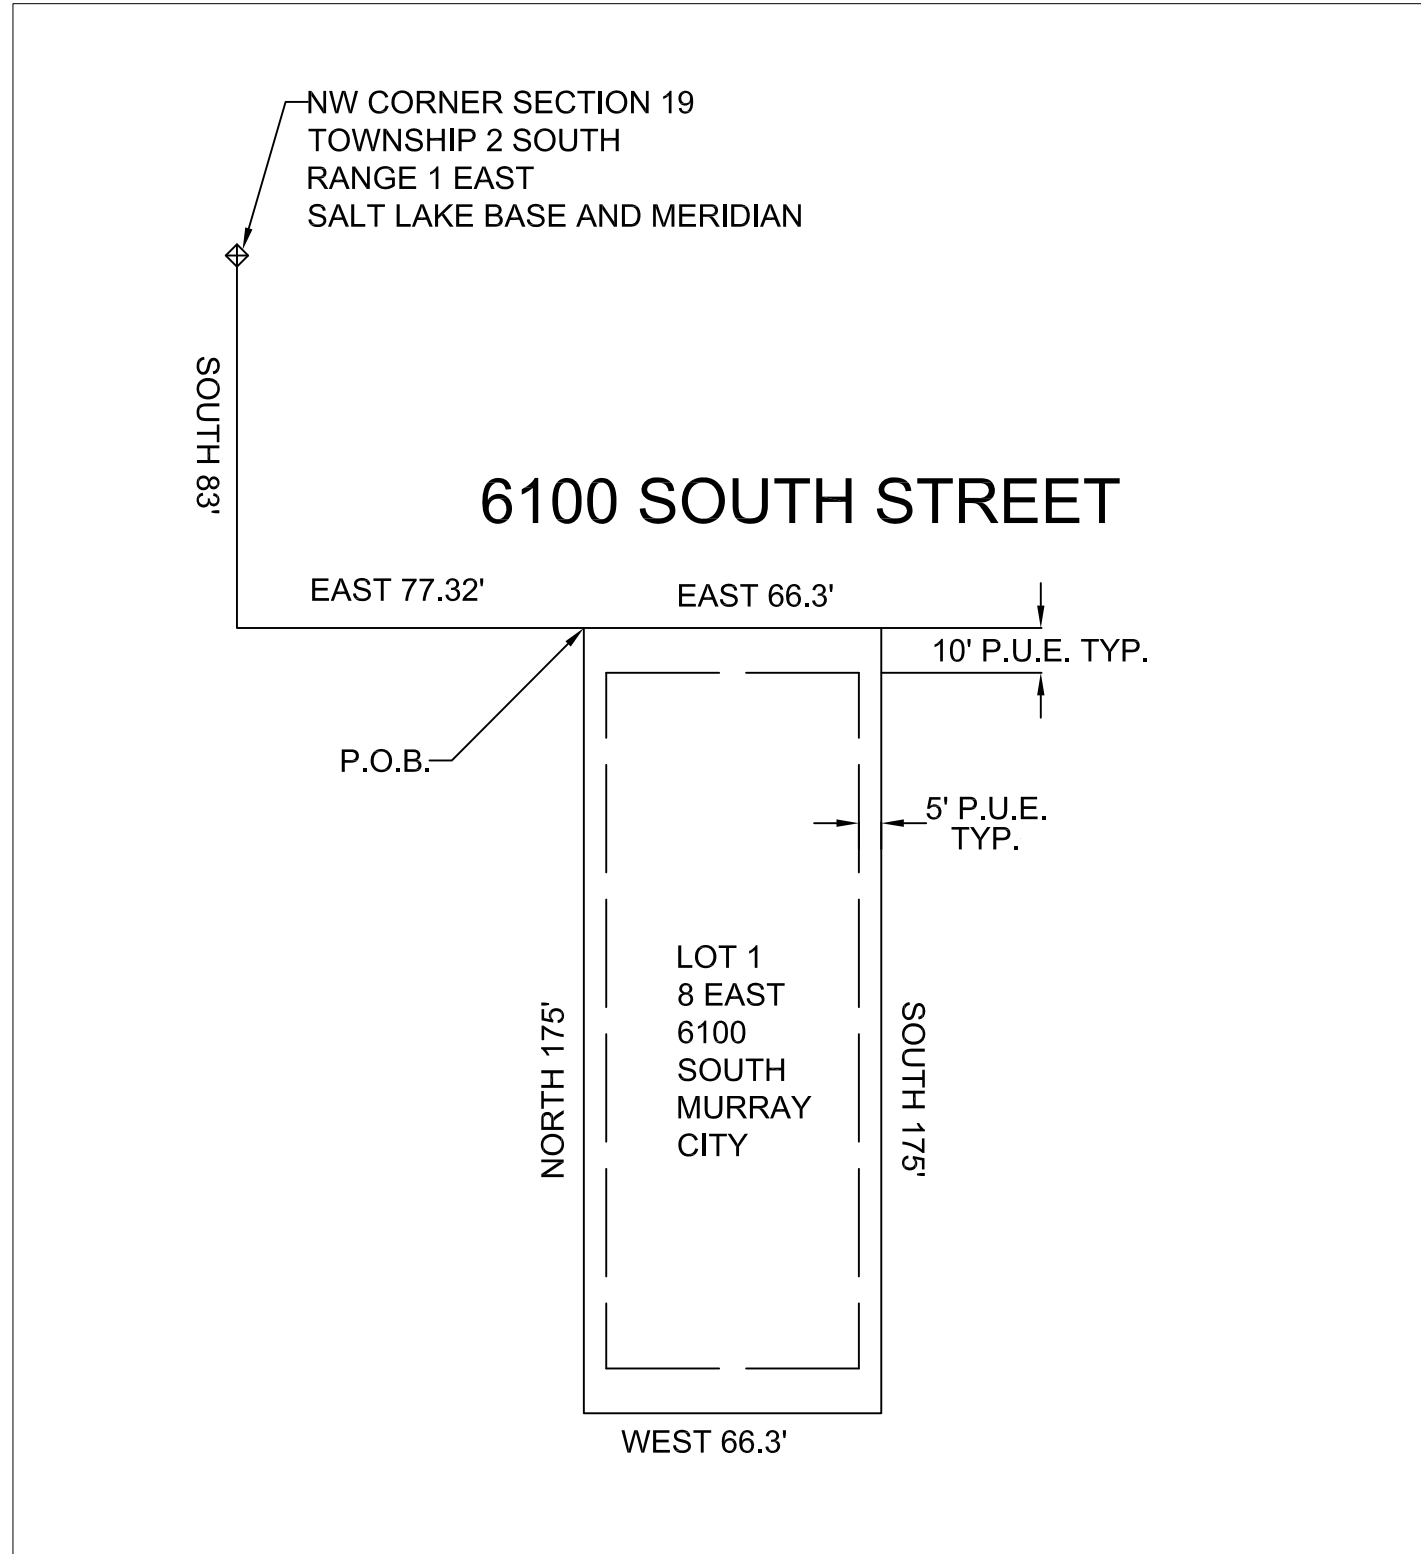 NW CORNER SECTION 19
TOWNSHIP 2 SOUTH
RANGE 1 EAST
SALT LAKE BASE AND MERIDIAN
SOUTH 83'
6100 SOUTH STREET
EAST 77.32'
EAST 66.3'
10' P.U.E. TYP.
P.O.B.
5' P.U.E.
TYP.
LOT 1
8 EAST
6100
SOUTH
MURRAY
CITY
NORTH 175'
SOUTH 175'
WEST 66.3'